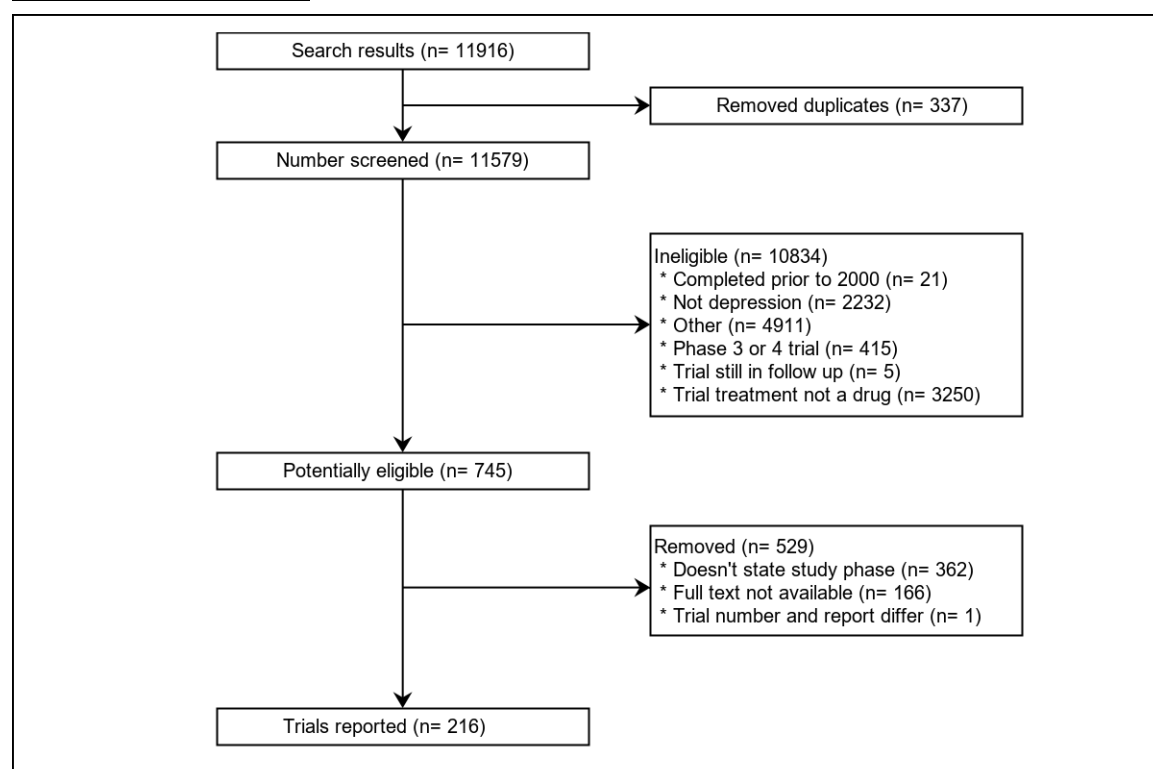 Search results (n= 11916)
Removed duplicates (n= 337)
Number screened (n= 11579)
Ineligible (n= 10834)
* Completed prior to 2000 (n= 21)
* Not depression (n= 2232)
* Other (n= 4911)
* Phase 3 or 4 trial (n= 415)
* Trial still in follow up (n= 5)
* Trial treatment not a drug (n= 3250)
Potentially eligible (n= 745)
Removed (n= 529)
* Doesn't state study phase (n= 362)
* Full text not available (n= 166)
* Trial number and report differ (n= 1)
Trials reported (n= 216)